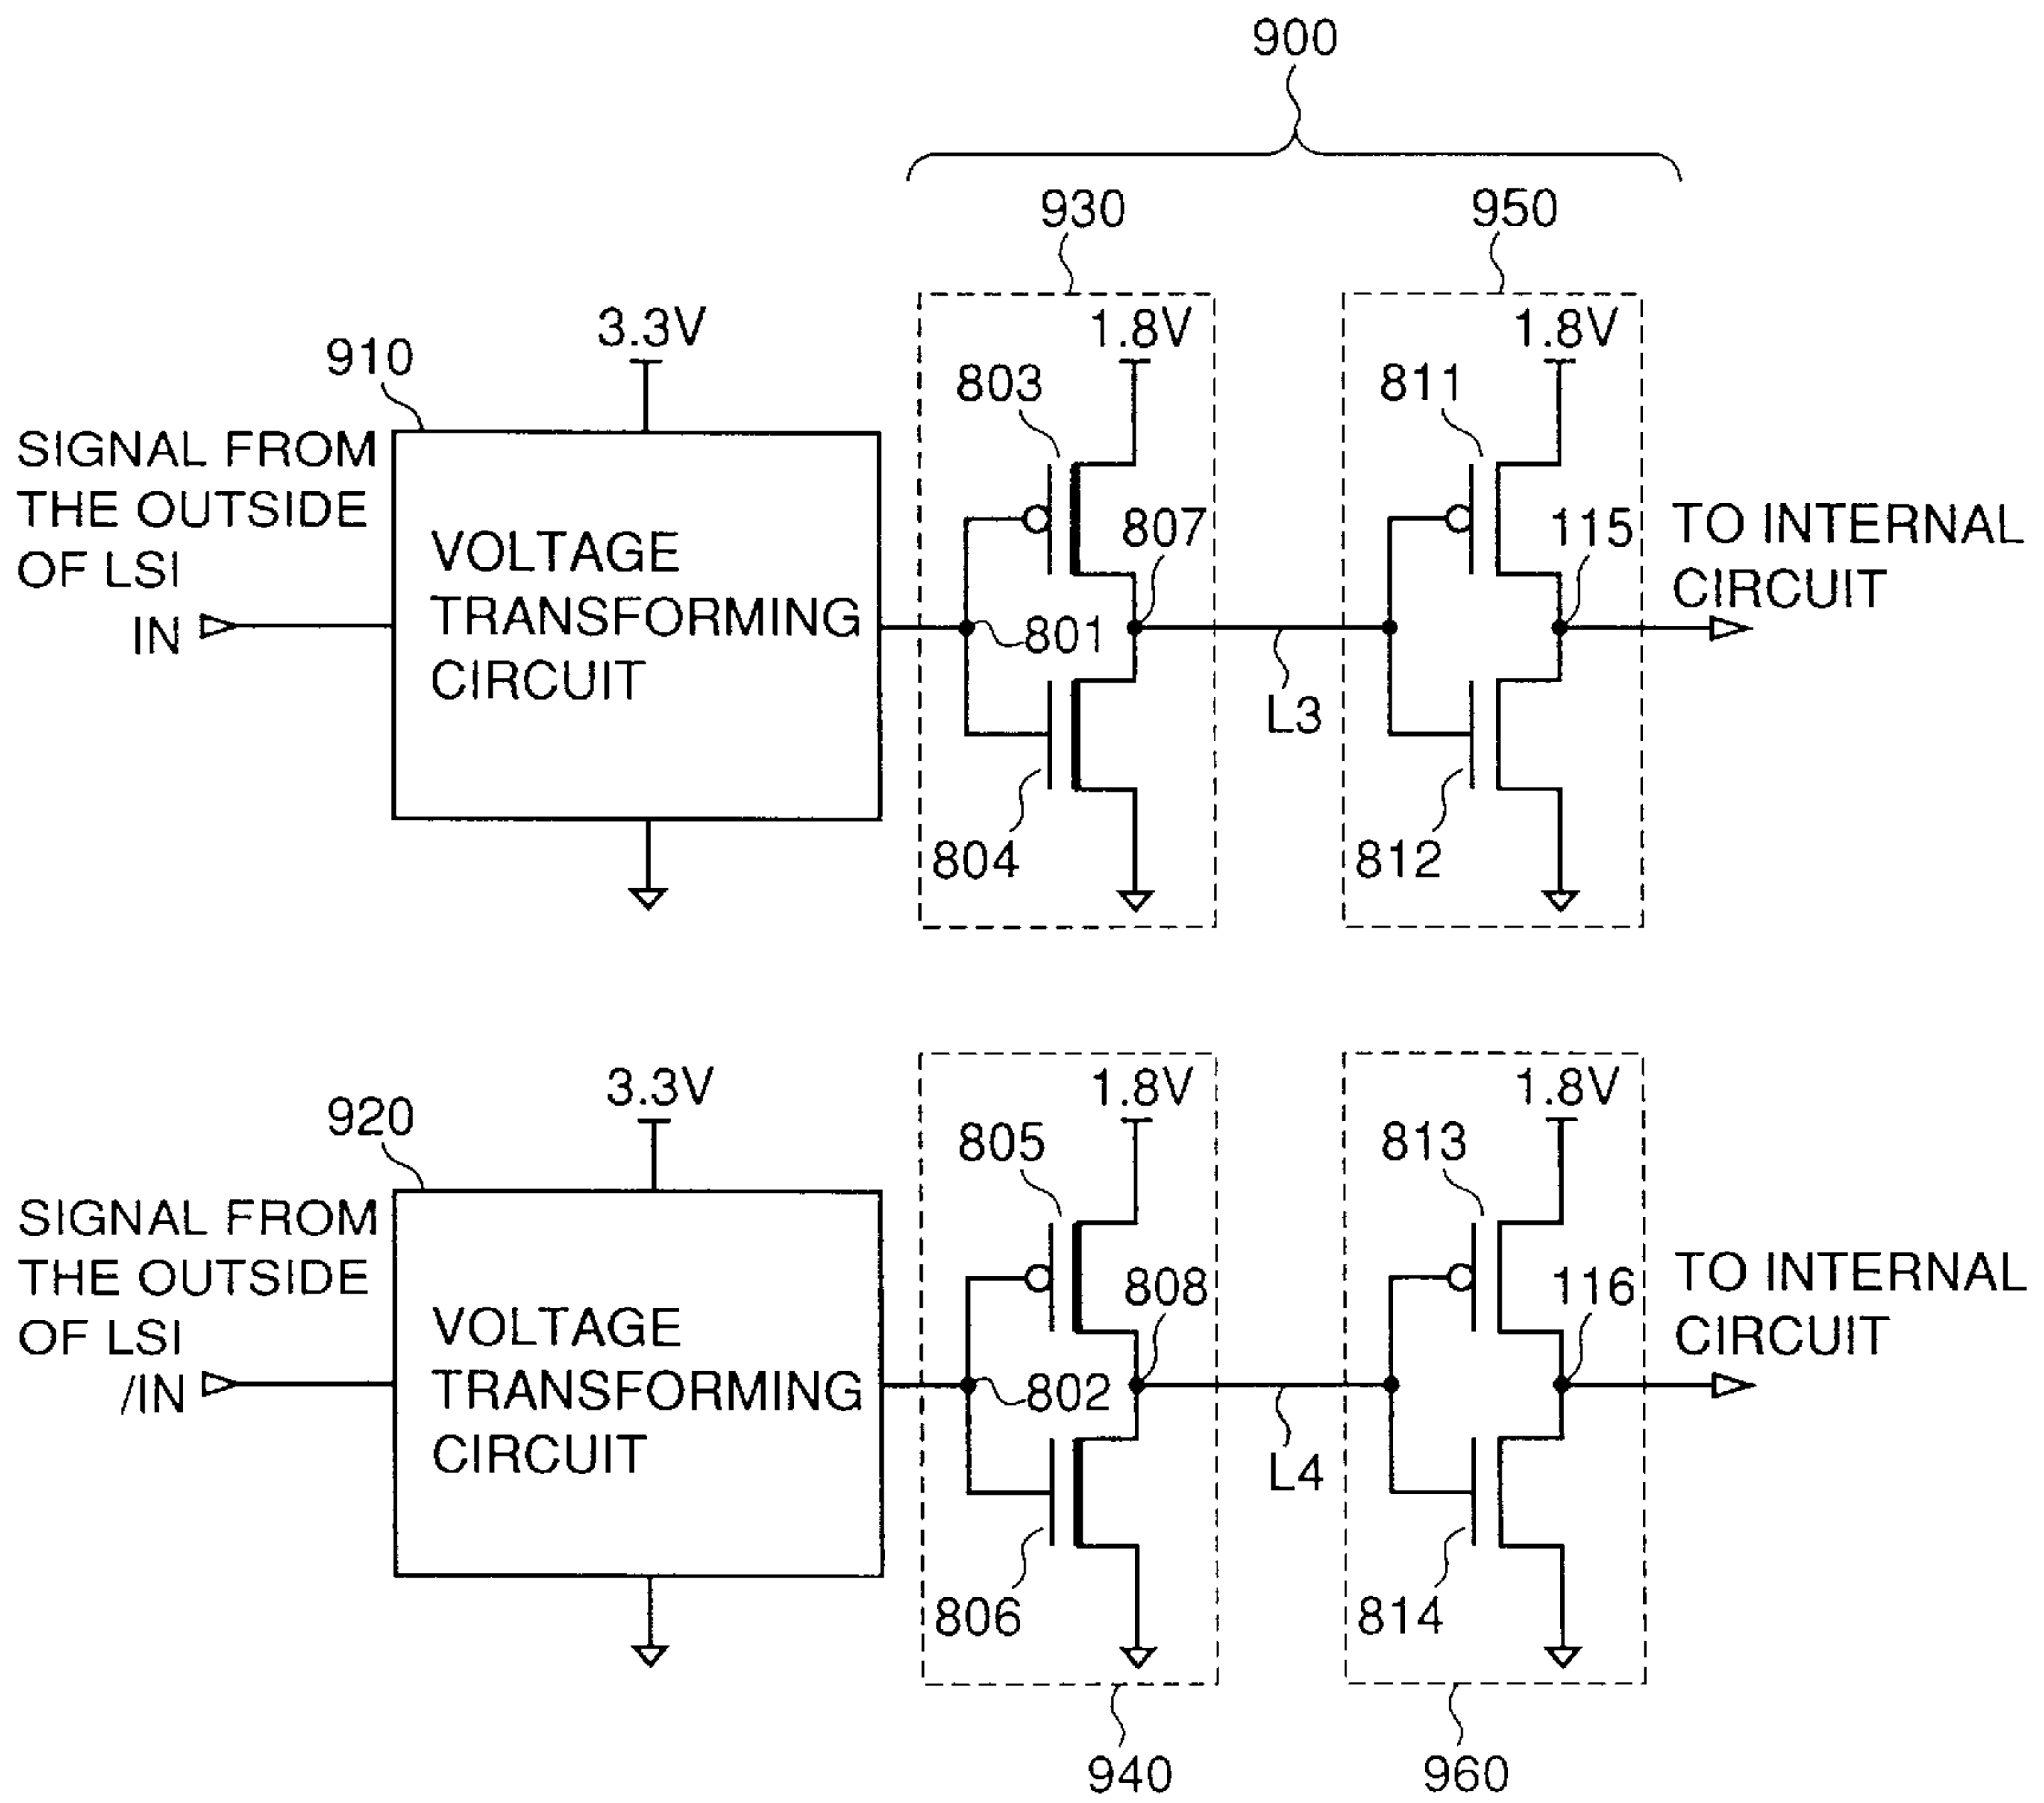 900
930
950
3.3V
1.8V
1.8V
910
803
811
SIGNAL FROM
THE OUTSIDE
OF LSI
IN
VOLTAGE
TRANSFORMING
CIRCUIT
801
807
L3
115
TO INTERNAL
CIRCUIT
804
812
3.3V
1.8V
1.8V
920
805
813
SIGNAL FROM
THE OUTSIDE
OF LSI
/IN
VOLTAGE
TRANSFORMING
CIRCUIT
802
808
L4
116
TO INTERNAL
CIRCUIT
806
814
940
960